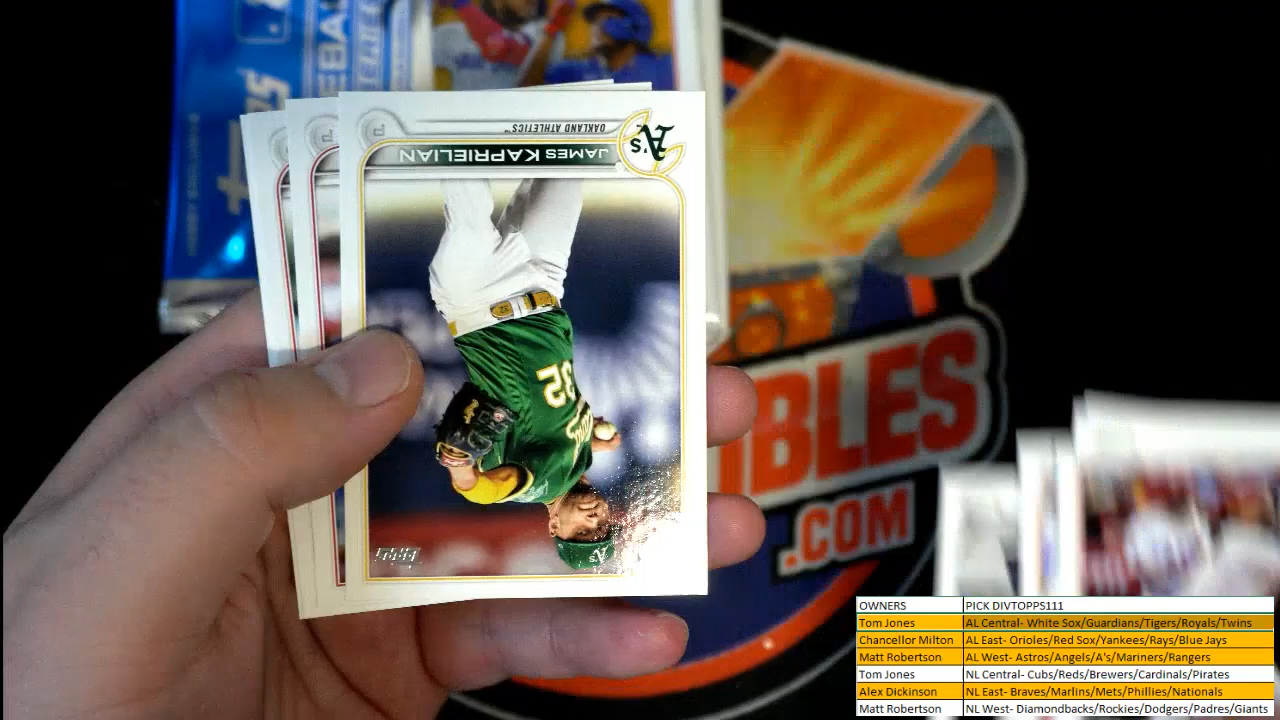 OAKLAND ATHLETICS™
A's
JAMES KAPRIELIAN
32
A's
TOPPS
IBLES
.COM
OWNERS PICK DIVTOPPS111
Tom Jones AL Central- White Sox/Guardians/Tigers/Royals/Twins
Chancellor Milton AL East- Orioles/Red Sox/Yankees/Rays/Blue Jays
Matt Robertson AL West- Astros/Angels/A's/Mariners/Rangers
Tom Jones NL Central- Cubs/Reds/Brewers/Cardinals/Pirates
Alex Dickinson NL East- Braves/Marlins/Mets/Phillies/Nationals
Matt Robertson NL West- Diamondbacks/Rockies/Dodgers/Padres/Giants